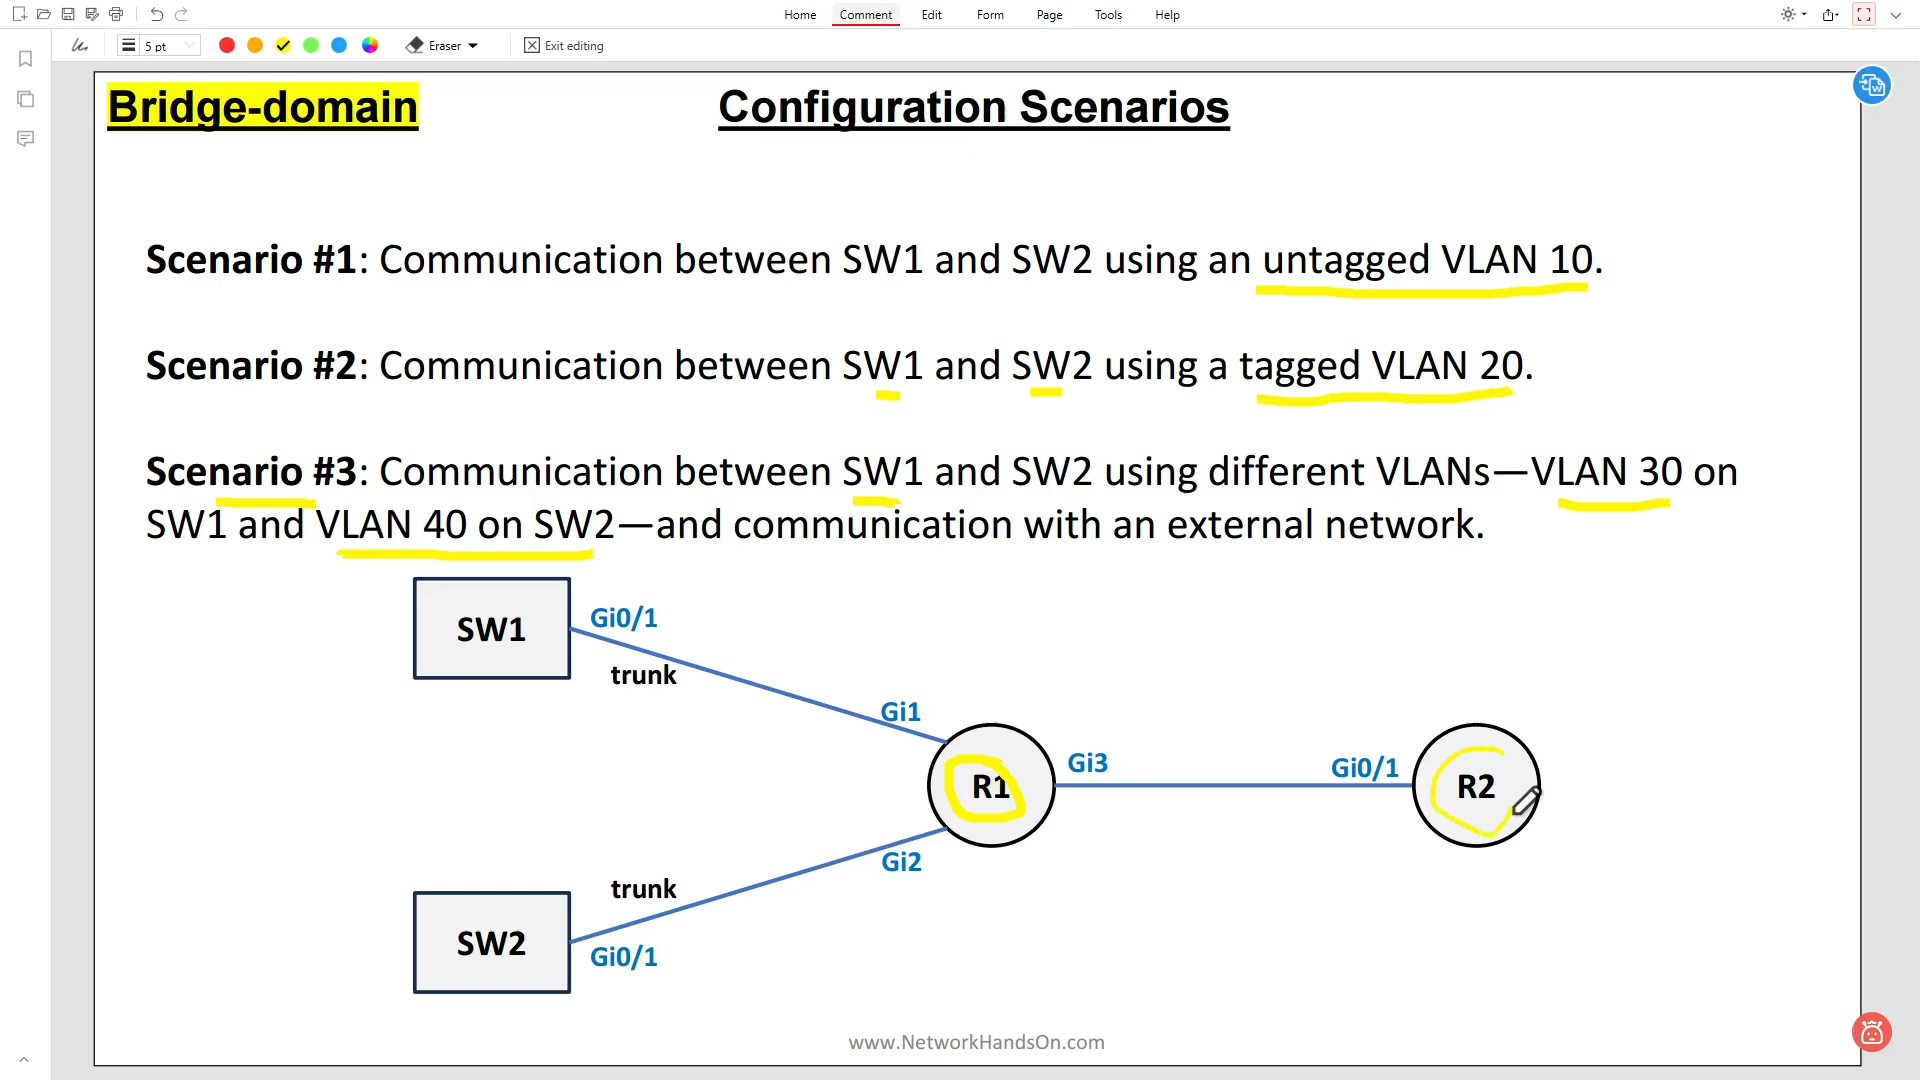 Home Comment Edit Form Page Tools Help
5 pt Eraser Exit editing
Bridge-domain Configuration Scenarios
Scenario #1: Communication between SW1 and SW2 using an untagged VLAN 10.
Scenario #2: Communication between SW1 and SW2 using a tagged VLAN 20.
Scenario #3: Communication between SW1 and SW2 using different VLANs—VLAN 30 on
SW1 and VLAN 40 on SW2—and communication with an external network.
SW1
Gi0/1
trunk
Gi1
R1
Gi3
Gi0/1
R2
Gi2
trunk
SW2
Gi0/1
www.NetworkHandsOn.com